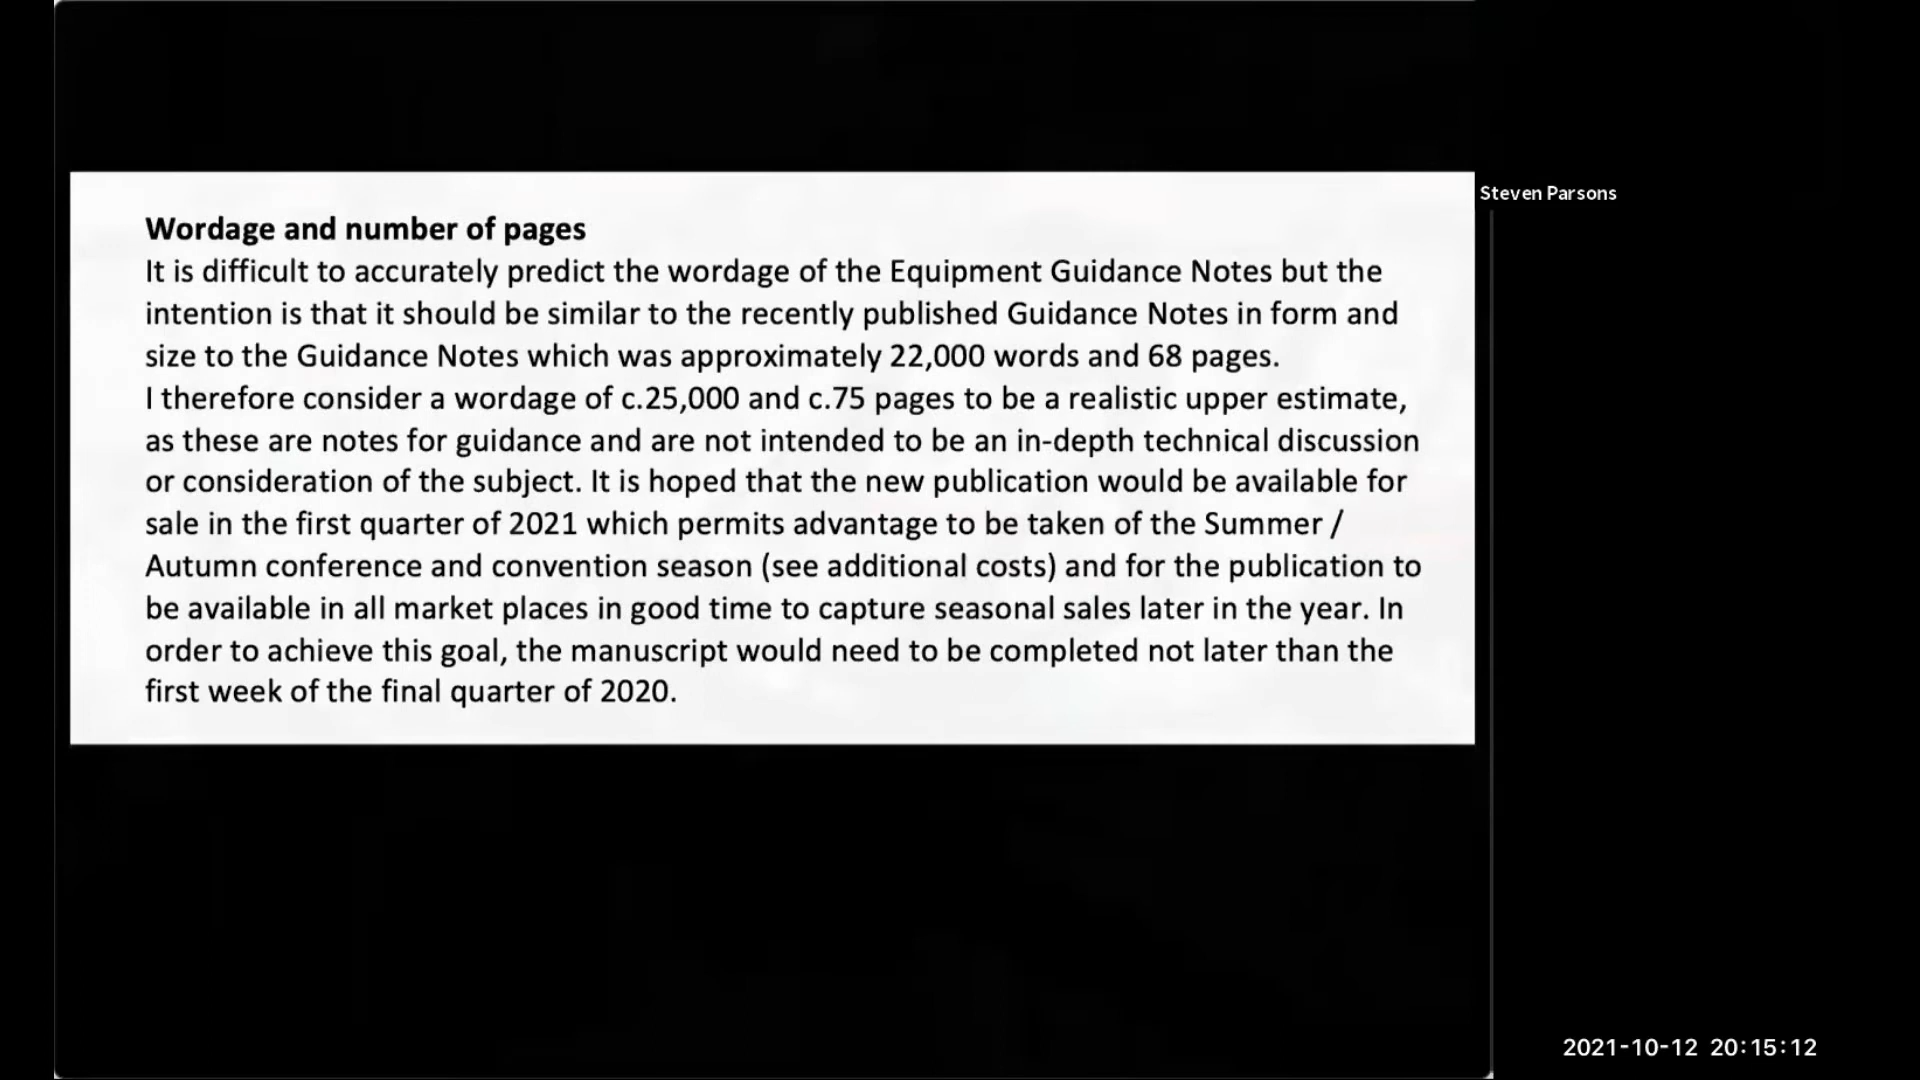 Wordage and number of pages
It is difficult to accurately predict the wordage of the Equipment Guidance Notes but the
intention is that it should be similar to the recently published Guidance Notes in form and
size to the Guidance Notes which was approximately 22,000 words and 68 pages.
I therefore consider a wordage of c.25,000 and c.75 pages to be a realistic upper estimate,
as these are notes for guidance and are not intended to be an in-depth technical discussion
or consideration of the subject. It is hoped that the new publication would be available for
sale in the first quarter of 2021 which permits advantage to be taken of the Summer /
Autumn conference and convention season (see additional costs) and for the publication to
be available in all market places in good time to capture seasonal sales later in the year. In
order to achieve this goal, the manuscript would need to be completed not later than the
first week of the final quarter of 2020.
Steven Parsons
2021-10-12 20:15:12